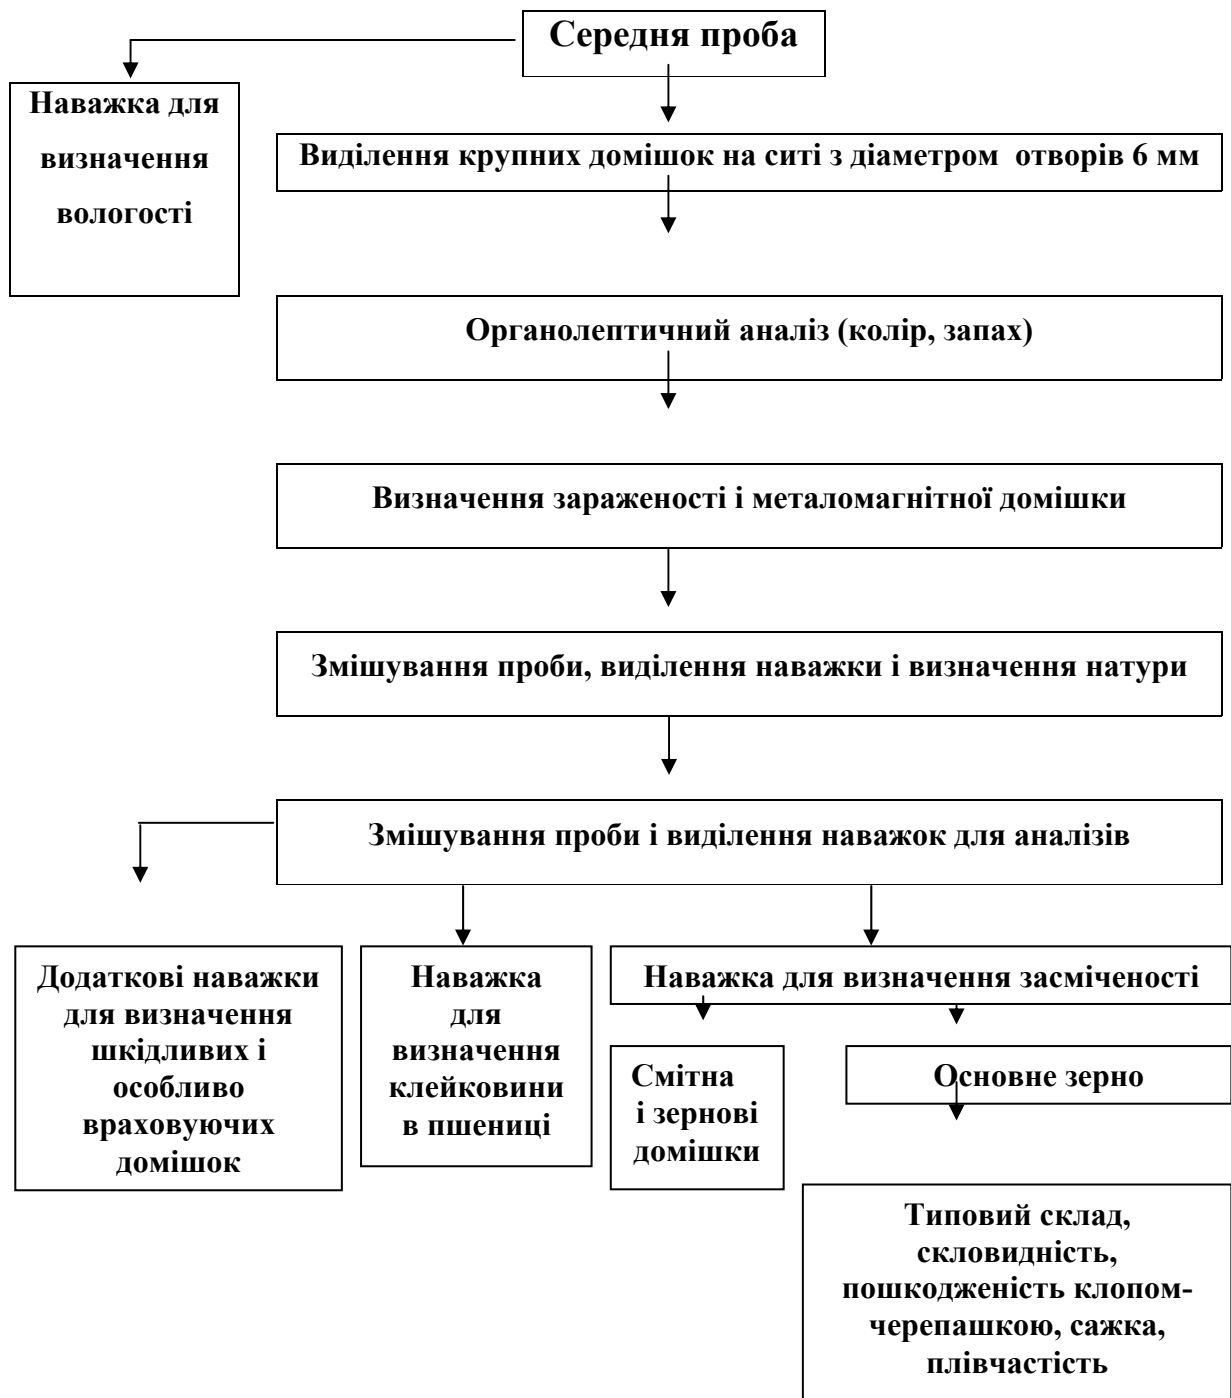 Середня проба
Наважка для
визначення
вологості
Виділення крупних домішок на ситі з діаметром отворів 6 мм
Органолептичний аналіз (колір, запах)
Визначення зараженості і металомагнітної домішки
Змішування проби, виділення наважки і визначення натури
Змішування проби і виділення наважок для аналізів
Додаткові наважки
для визначення
шкідливих і
особливо
враховуючих
домішок
Наважка
для
визначення
клейковини
в пшениці
Наважка для визначення засміченості
Смітна
і зернові
домішки
Основне зерно
Типовий склад,
скловидність,
пошкодженість клопом-
черепашкою, сажка,
плівчастість